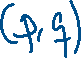 (p, q)